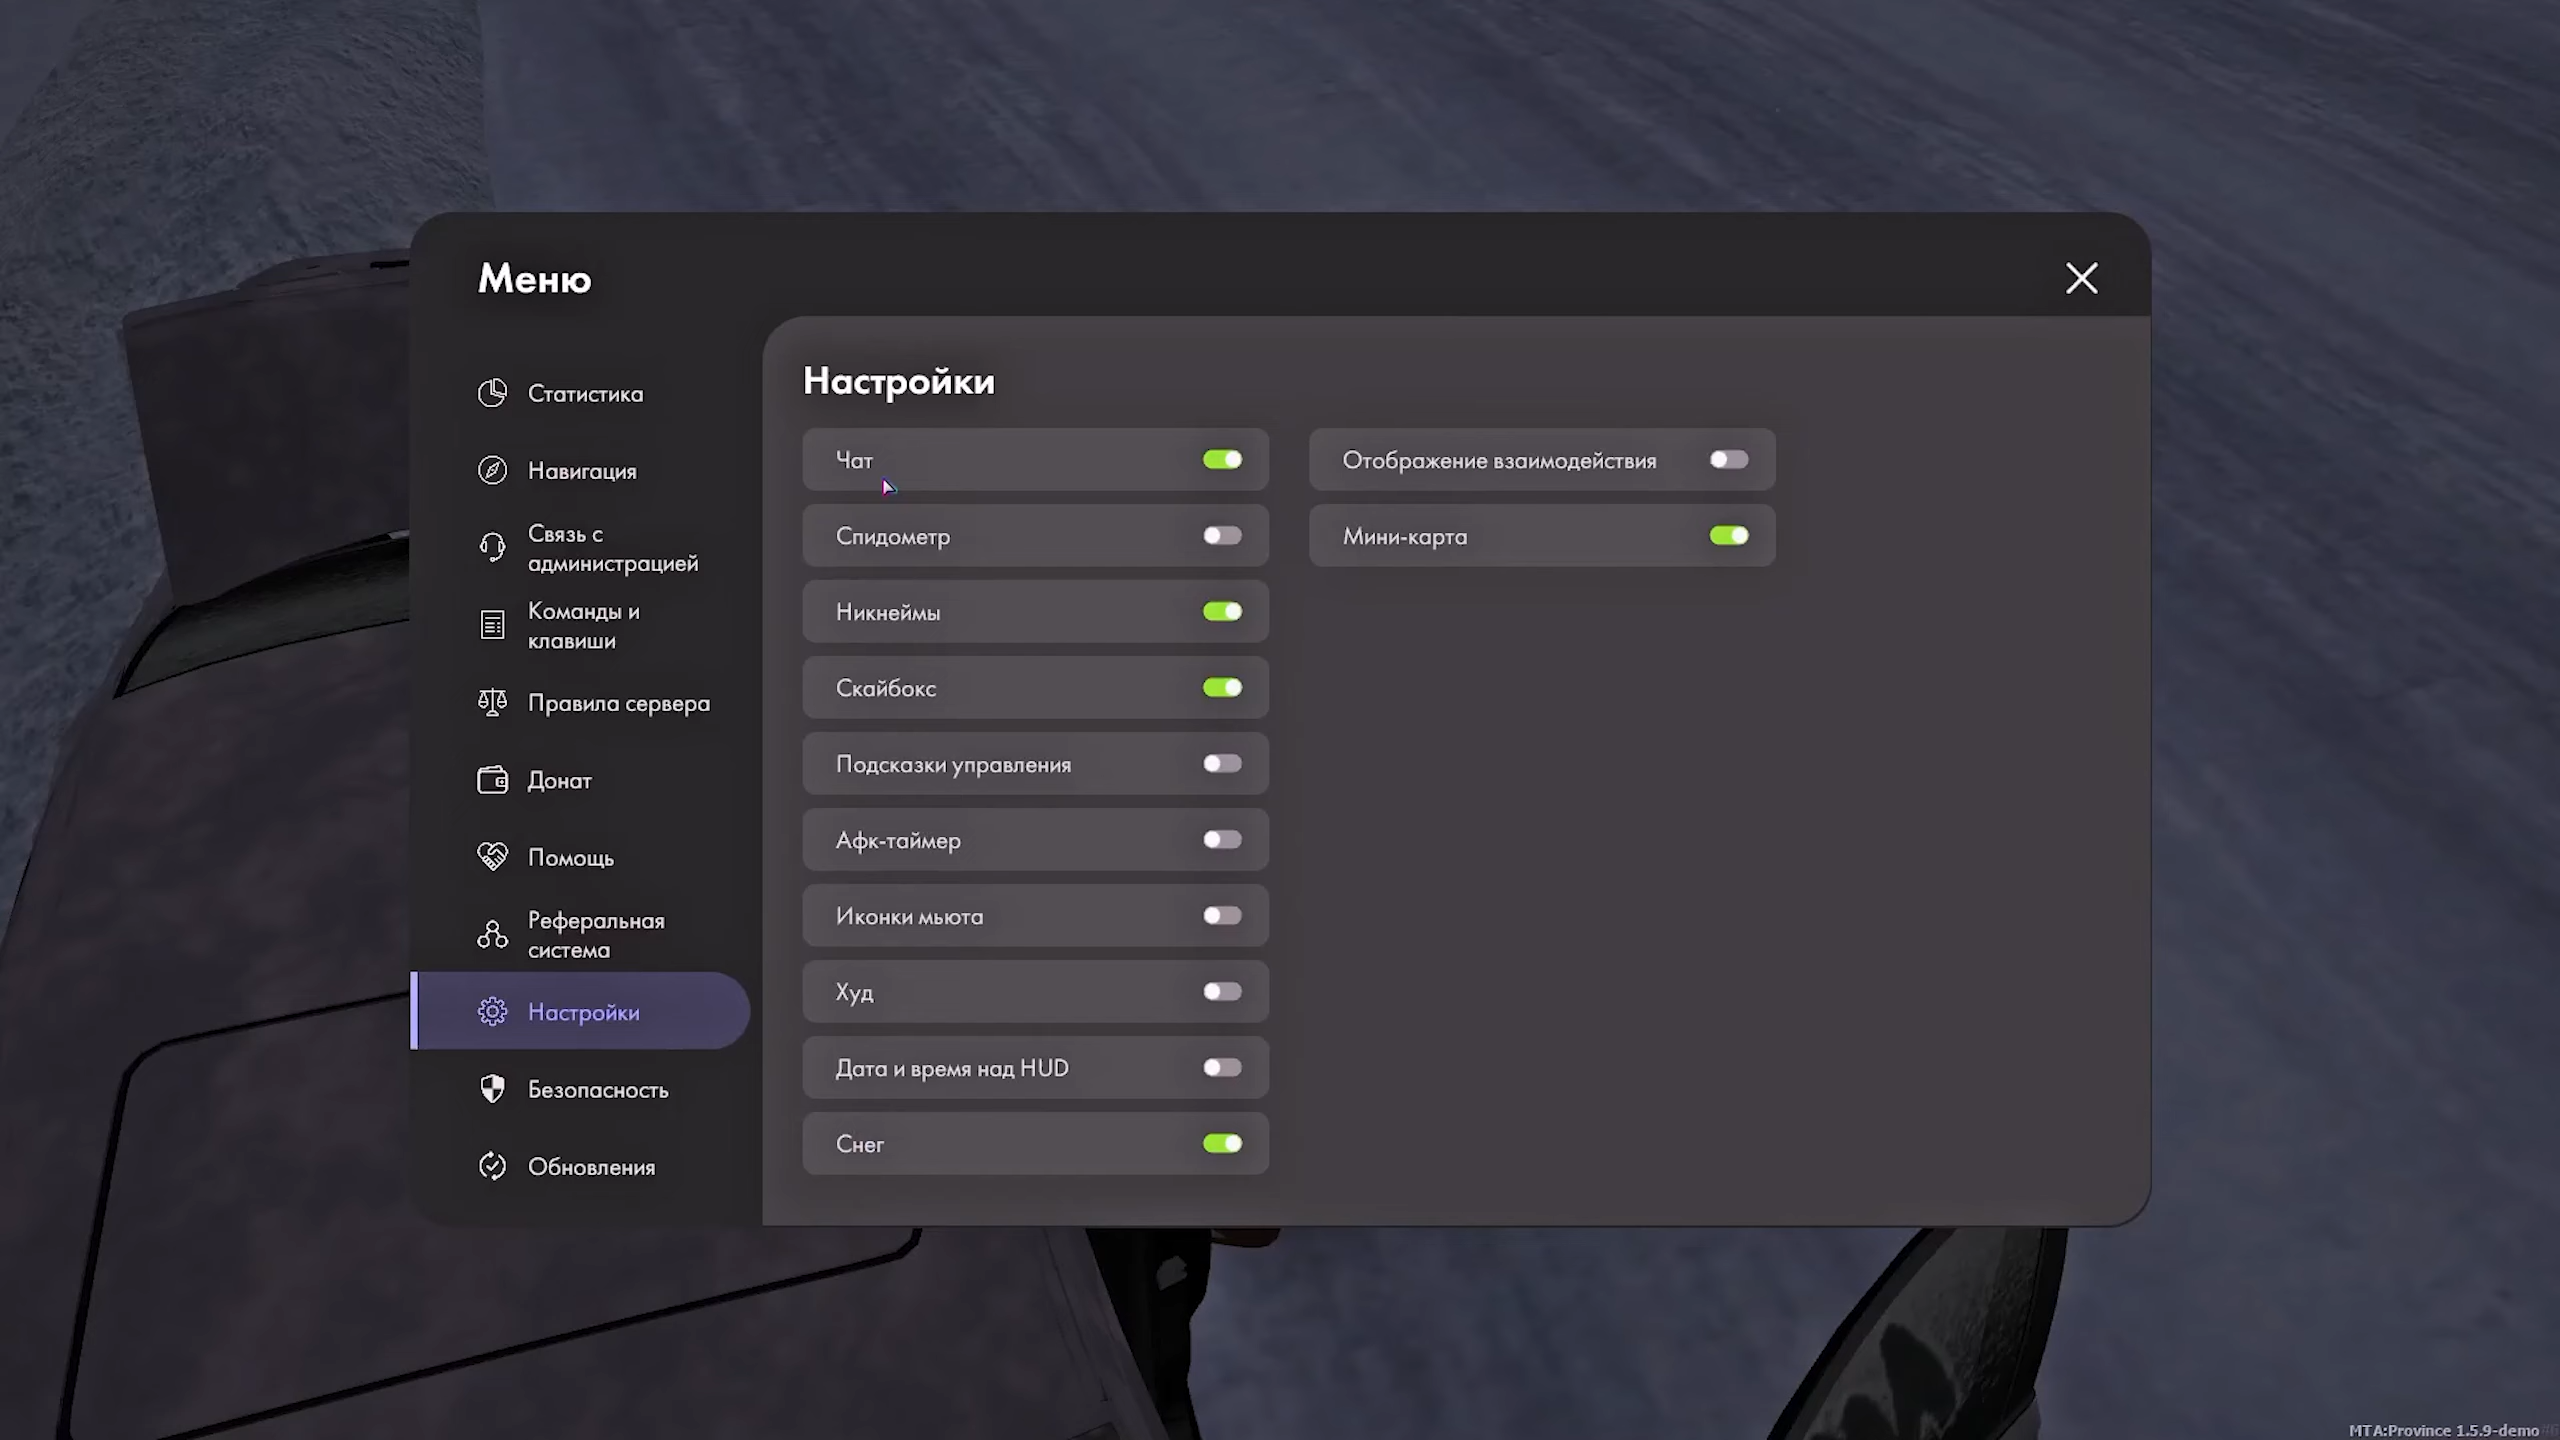 Меню
Статистика
Навигация
Связь с
администрацией
Команды и
клавиши
Правила сервера
Донат
Помощь
Реферальная
система
Настройки
Безопасность
Обновления
Настройки
Чат
Спидометр
Никнеймы
Скайбокс
Подсказки управления
Афк-таймер
Иконки мьюта
Худ
Дата и время над HUD
Снег
Отображение взаимодействия
Мини-карта
MTA:Province 1.5.9-demo